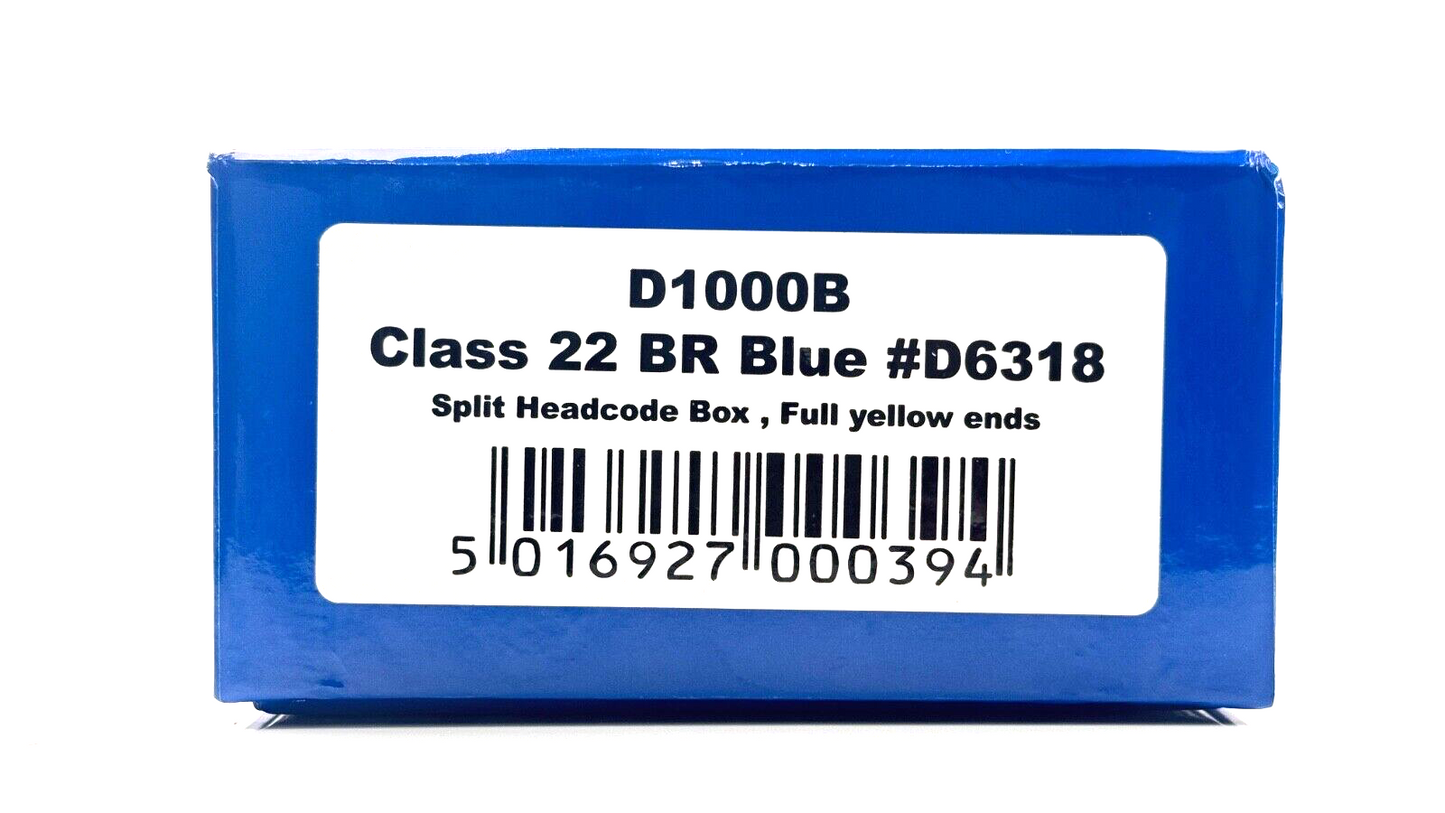 D1000B
Class 22 BR Blue #D6318
Split Headcode Box , Full yellow ends
5 016927 000394